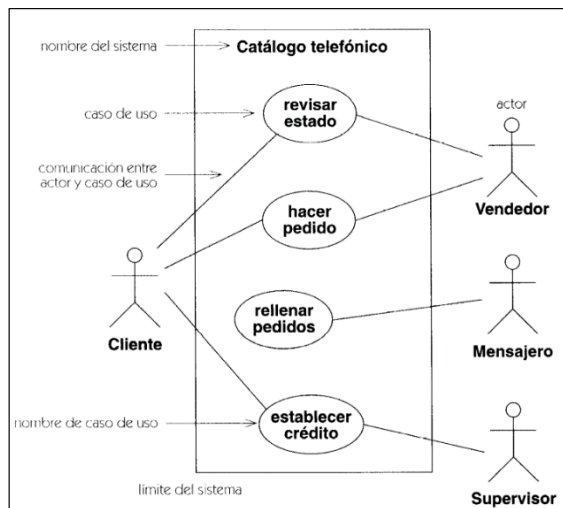 nombre del sistema
Catálogo telefónico
caso de uso
revisar
estado
actor
comunicación entre
actor y caso de uso
Vendedor
hacer
pedido
Cliente
rellenar
pedidos
Mensajero
nombre de caso de uso
establecer
crédito
límite del sistema
Supervisor